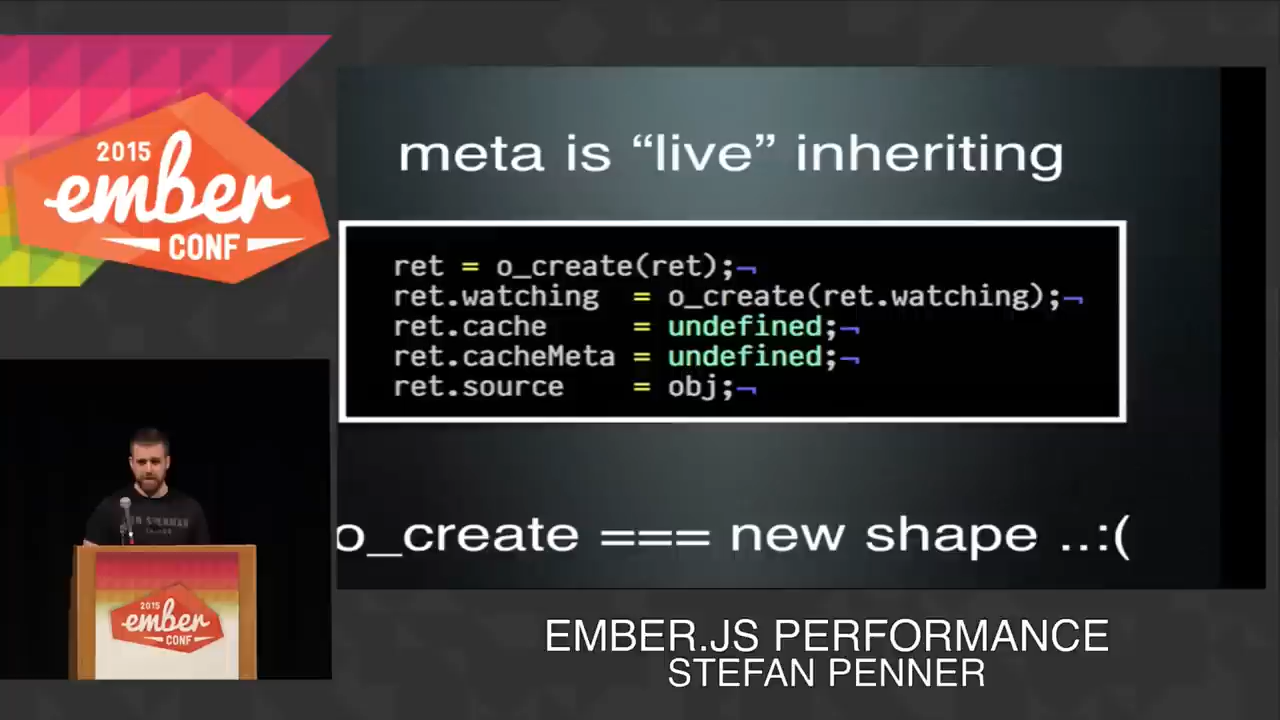 2015
ember
CONF
meta is “live” inheriting
ret = o_create(ret);¬
ret.watching = o_create(ret.watching);¬
ret.cache = undefined;¬
ret.cacheMeta = undefined;¬
ret.source = obj;¬
o_create === new shape ..:(
2015
ember
CONF
EMBER.JS PERFORMANCE
STEFAN PENNER